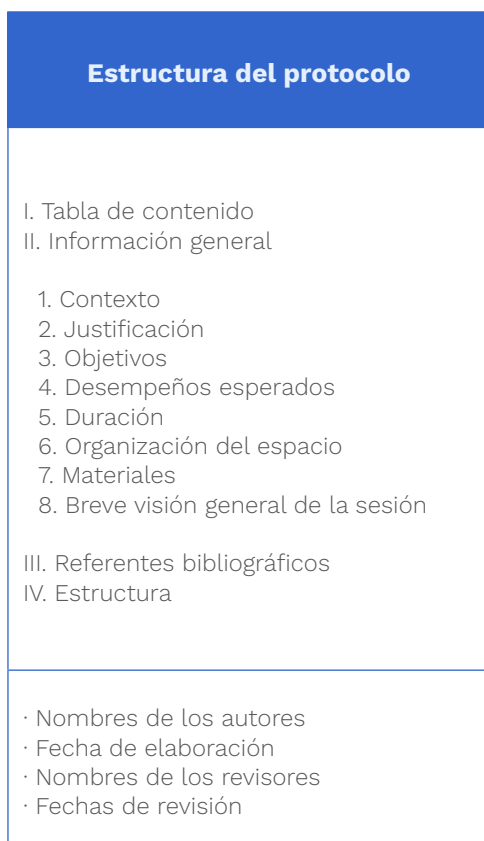 Estructura del protocolo
I. Tabla de contenido
II. Información general
1. Contexto
2. Justificación
3. Objetivos
4. Desempeños esperados
5. Duración
6. Organización del espacio
7. Materiales
8. Breve visión general de la sesión
III. Referentes bibliográficos
IV. Estructura
· Nombres de los autores
· Fecha de elaboración
· Nombres de los revisores
· Fechas de revisión